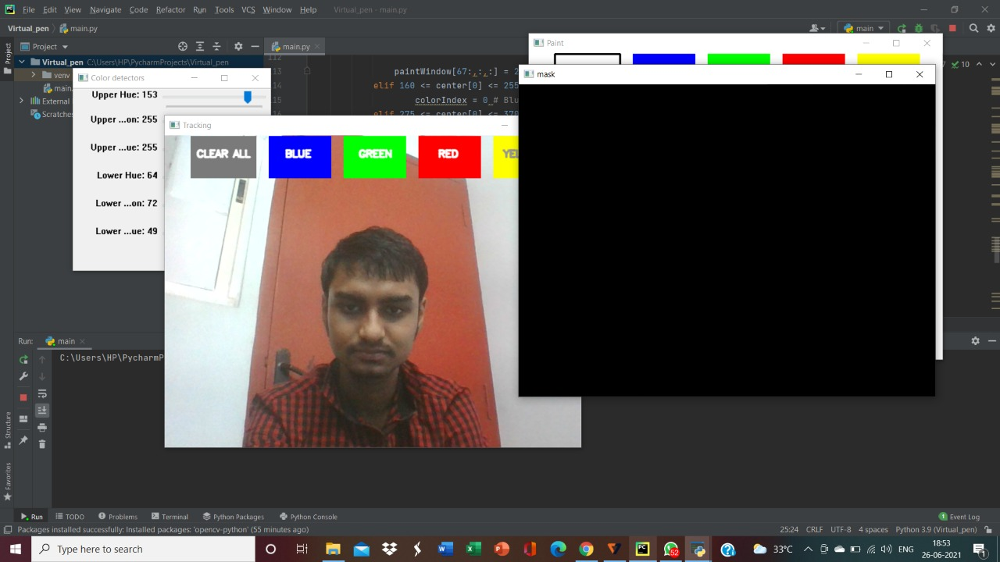 File Edit View Navigate Code Refactor Run Tools VCS Window Help Virtual_pen - main.py
Virtual_pen main.py main
Project main.py
Paint
Virtual_pen C:\Users\HP\PycharmProjects\Virtual_pen
venv
main.
External
Scratches
112
13 paintWindow[67:,:,:] = 2
elif 160 <= center[0] <= 255
15 colorIndex = 0 # Blu
elif 275 <= center[0] <= 370
10
Color detectors
Upper Hue: 153
Upper ...on: 255
Upper ...ue: 255
Lower Hue: 64
Lower ...on: 72
Lower ...ue: 49
Tracking
CLEAR ALL BLUE GREEN RED YEL
mask
Run: main
C:\Users\HP\PycharmP
Structure
Favorites
Run TODO Problems Terminal Python Packages Python Console 1 Event Log
Packages installed successfully: Installed packages: 'opencv-python' (55 minutes ago) 25:24 CRLF UTF-8 4 spaces Python 3.9 (Virtual_pen)
Type here to search 52 33°C ENG 18:53
26-06-2021 1